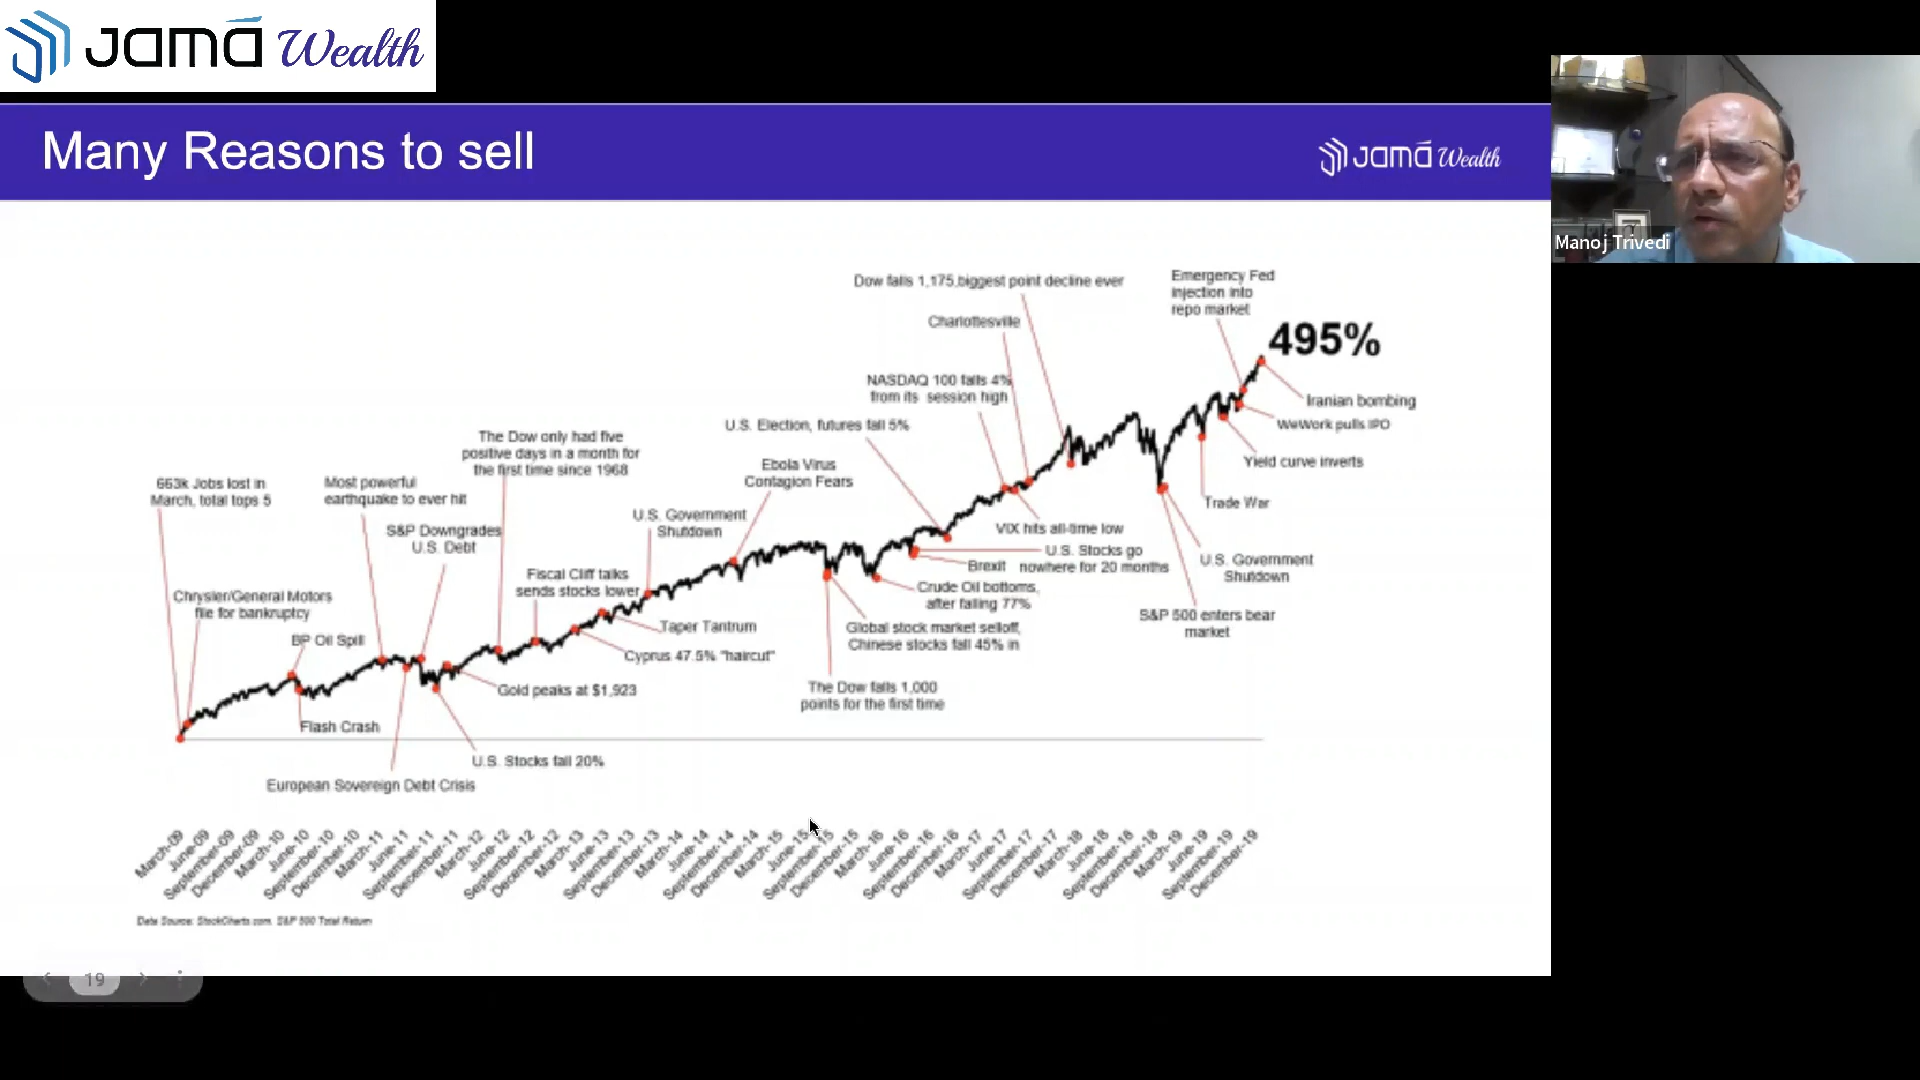 Jamā Wealth
Many Reasons to sell
Jamā Wealth
Manoj Trivedi
Dow falls 1,175,biggest point decline ever
Emergency Fed
injection into
repo market
Charlottesville
495%
NASDAQ 100 falls 4%
from its session high
Iranian bombing
WeWork pulls IPO
U.S. Election, futures fall 5%
The Dow only had five
positive days in a month for
the first time since 1968
Ebola Virus
Contagion Fears
Yield curve inverts
663k Jobs lost in
March, total tops 5
Most powerful
earthquake to ever hit
Trade War
S&P Downgrades
U.S. Debt
U.S. Government
Shutdown
VIX hits all-time low
U.S. Stocks go
nowhere for 20 months
Brexit
U.S. Government
Shutdown
Fiscal Cliff talks
sends stocks lower
Crude Oil bottoms,
after falling 77%
Chrysler/General Motors
file for bankruptcy
S&P 500 enters bear
market
BP Oil Spill
Taper Tantrum
Global stock market selloff,
Chinese stocks fall 45% in
Cyprus 47.5% "haircut"
Gold peaks at $1,923
The Dow falls 1,000
points for the first time
Flash Crash
U.S. Stocks fall 20%
European Sovereign Debt Crisis
March-09
June-09
September-09
December-09
March-10
June-10
September-10
December-10
March-11
June-11
September-11
December-11
March-12
June-12
September-12
December-12
March-13
June-13
September-13
December-13
March-14
June-14
September-14
December-14
March-15
June-15
September-15
December-15
March-16
June-16
September-16
December-16
March-17
June-17
September-17
December-17
March-18
June-18
September-18
December-18
March-19
June-19
September-19
December-19
Data Source: StockCharts.com. S&P 500 Total Return
19